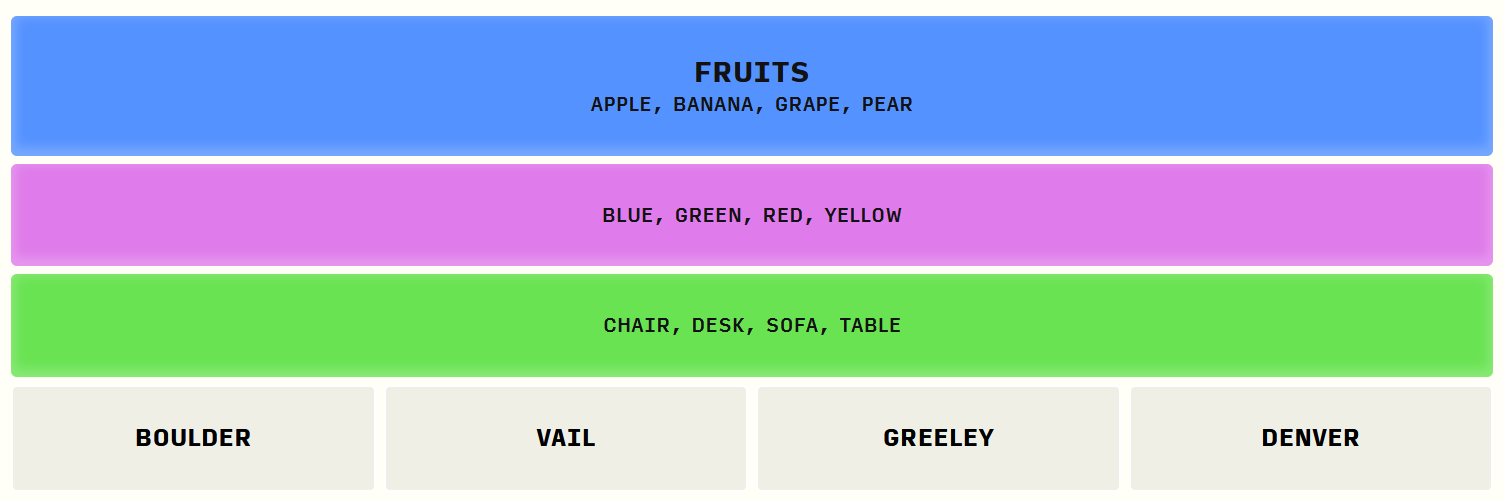 FRUITS
APPLE, BANANA, GRAPE, PEAR
BLUE, GREEN, RED, YELLOW
CHAIR, DESK, SOFA, TABLE
BOULDER VAIL GREELEY DENVER